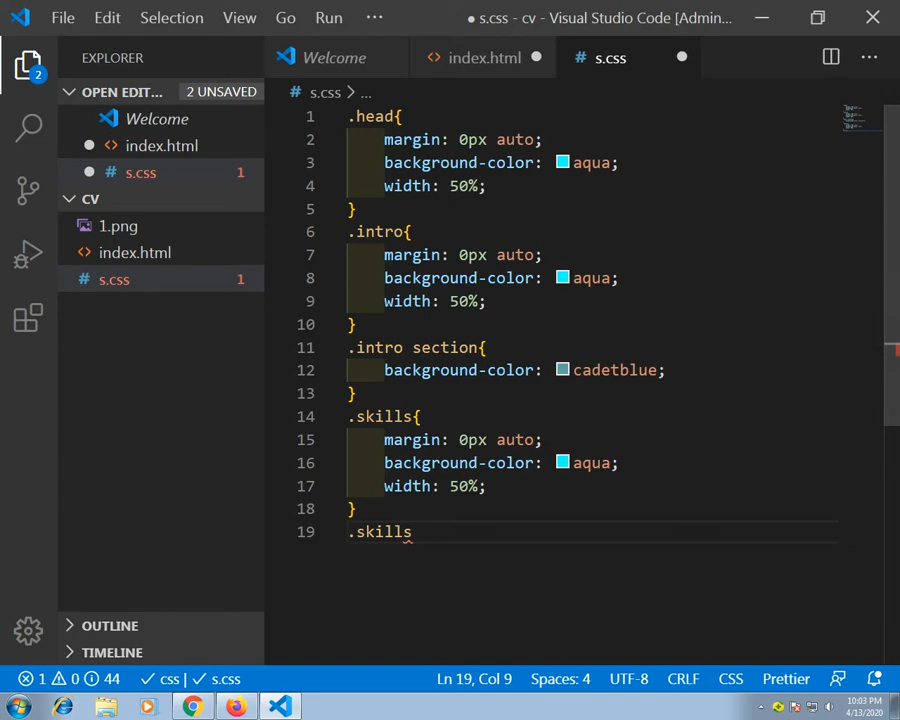 File Edit Selection View Go Run ··· ● s.css - cv - Visual Studio Code [Admin...
EXPLORER
Welcome
index.html
s.css
OPEN EDIT... 2 UNSAVED
s.css > ...
Welcome
index.html
s.css 1
CV
1.png
index.html
s.css 1
2
1 .head{
2 margin: 0px auto;
3 background-color: aqua;
4 width: 50%;
5 }
6 .intro{
7 margin: 0px auto;
8 background-color: aqua;
9 width: 50%;
10 }
11 .intro section{
12 background-color: cadetblue;
13 }
14 .skills{
15 margin: 0px auto;
16 background-color: aqua;
17 width: 50%;
18 }
19 .skills
OUTLINE
TIMELINE
1 0 44 ✓ css | ✓ s.css Ln 19, Col 9 Spaces: 4 UTF-8 CRLF CSS Prettier
10:03 PM
4/13/2020